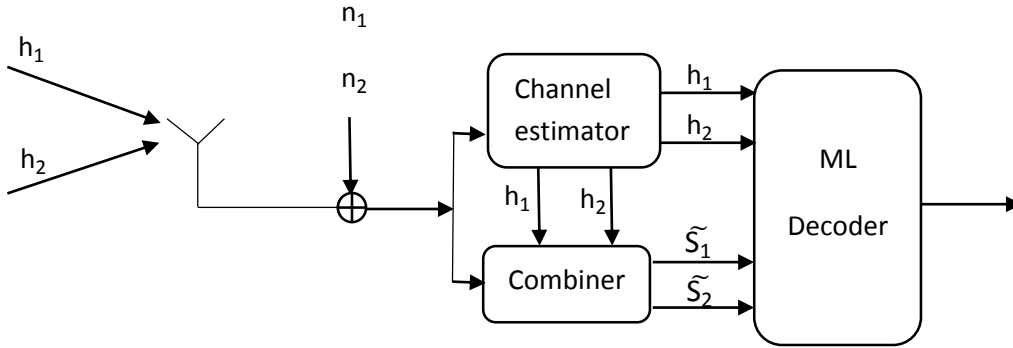 n₁
h₁
n₂
h₂
Channel
estimator
h₁
h₂
h₁
h₂
ML
Decoder
Combiner
S̃₁
S̃₂